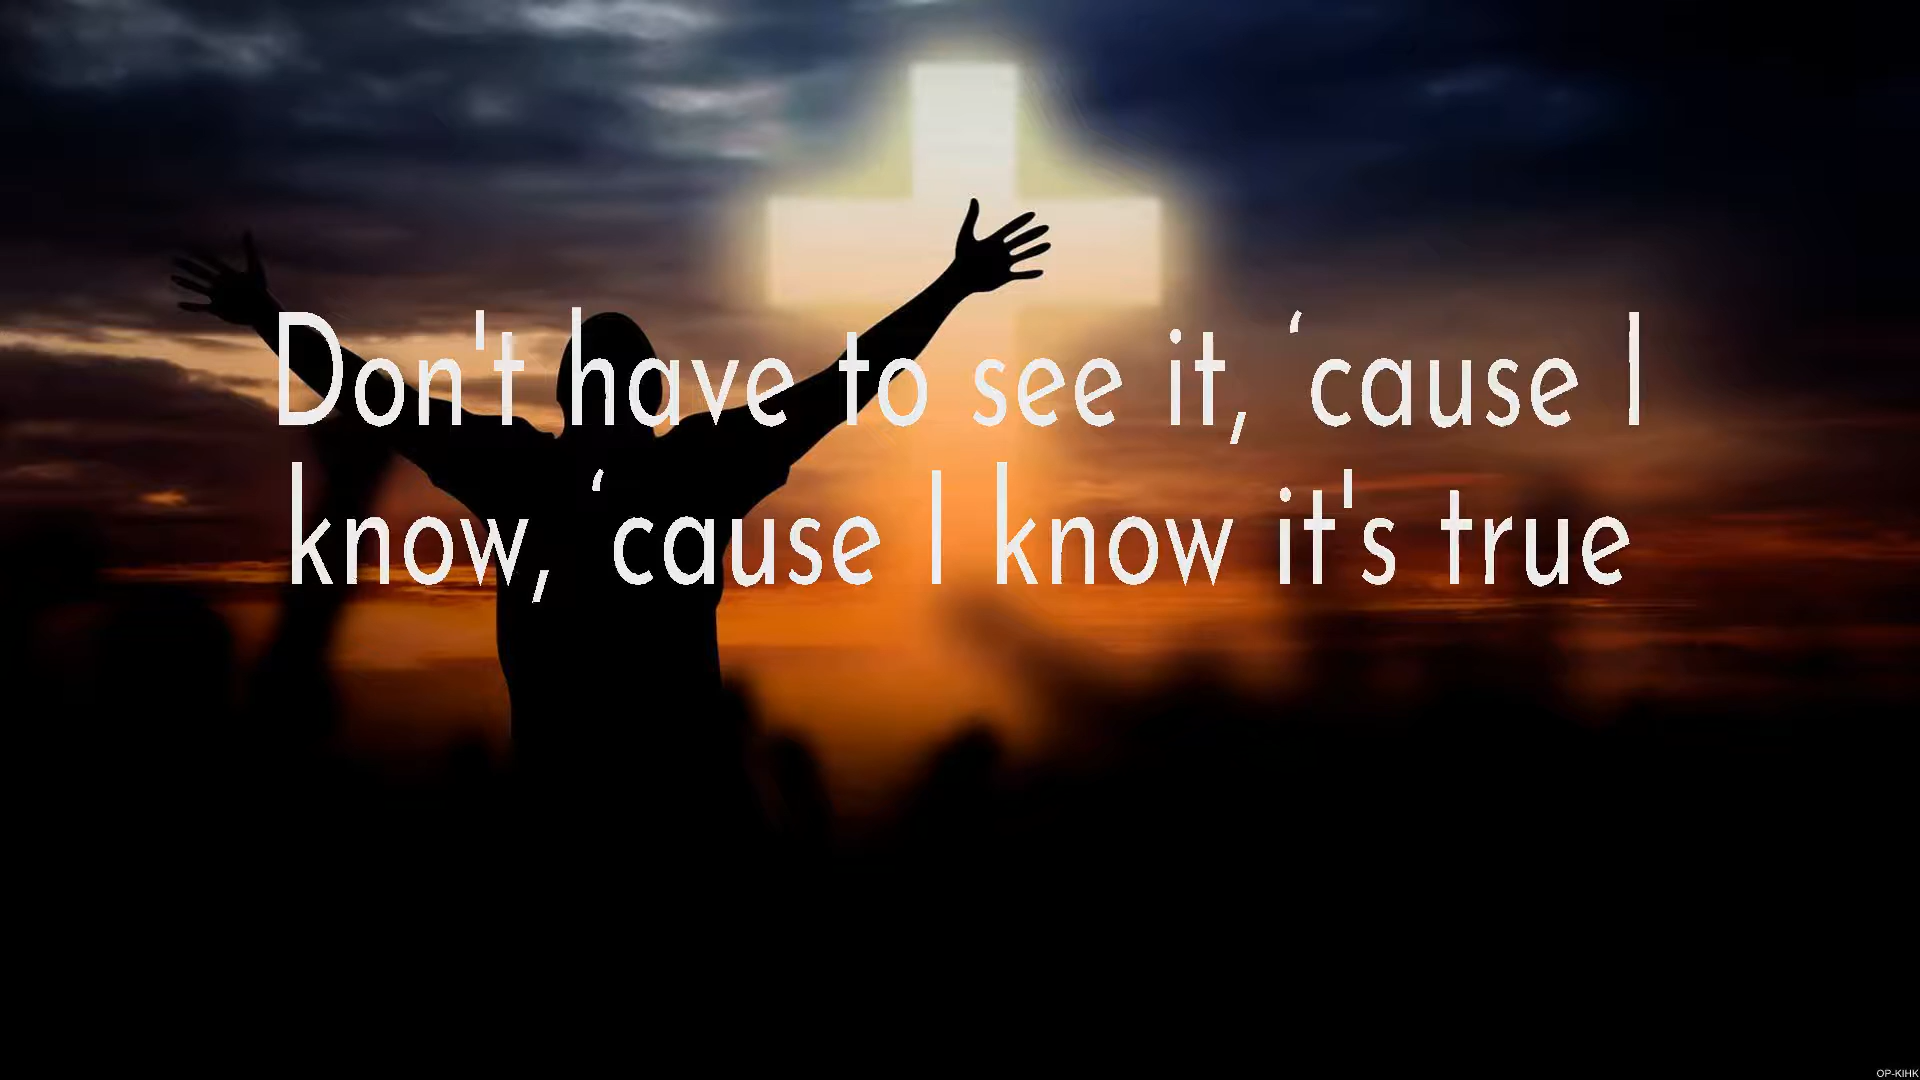 Don't have to see it, ‘cause I
know, ‘cause I know it's true
OP-KIHK